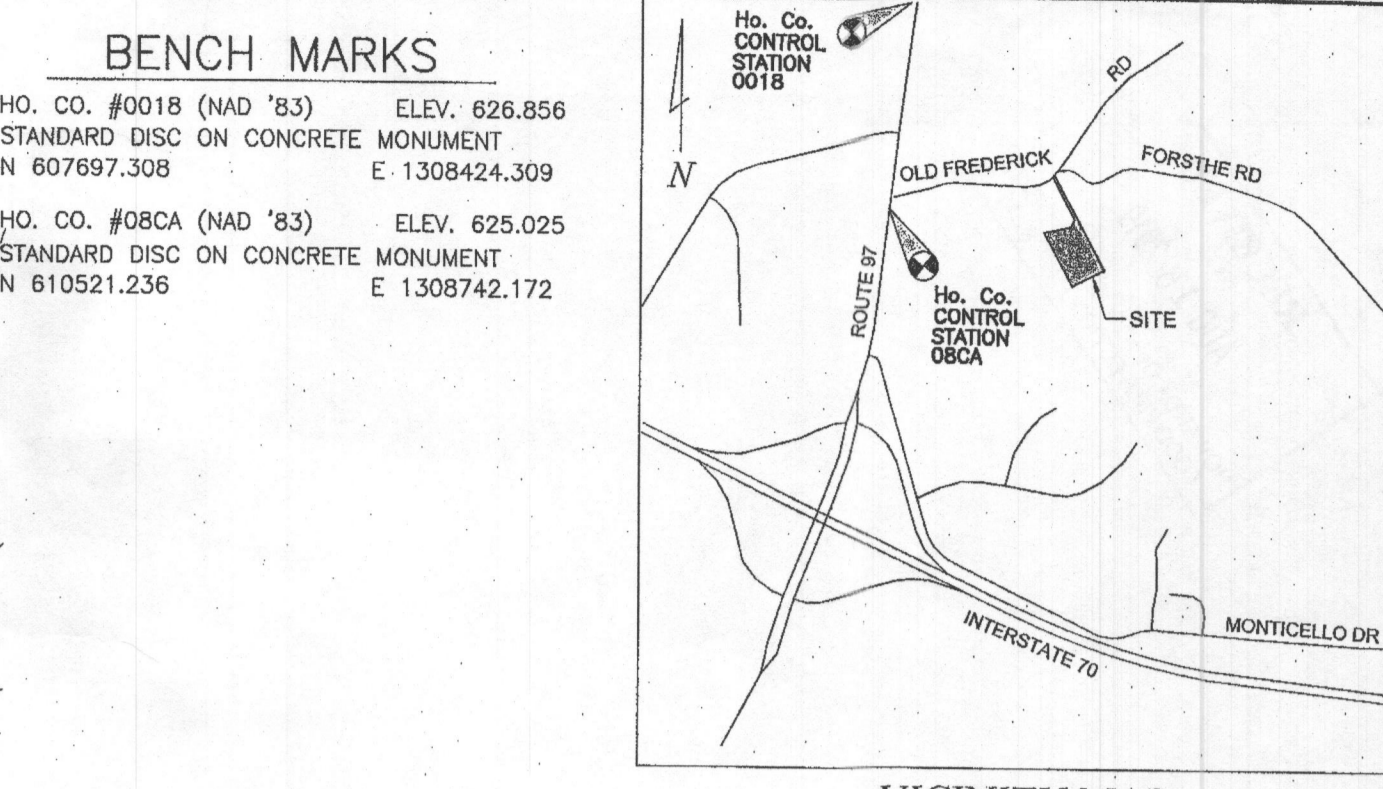 BENCH MARKS
HO. CO. #0018 (NAD '83) ELEV. 626.856
STANDARD DISC ON CONCRETE MONUMENT
N 607697.308 E 1308424.309
HO. CO. #08CA (NAD '83) ELEV. 625.025
STANDARD DISC ON CONCRETE MONUMENT
N 610521.236 E 1308742.172
Ho. Co.
CONTROL
STATION
0018
N
RD
OLD FREDERICK
FORSTHE RD
ROUTE 97
Ho. Co.
CONTROL
STATION
08CA
SITE
INTERSTATE 70
MONTICELLO DR